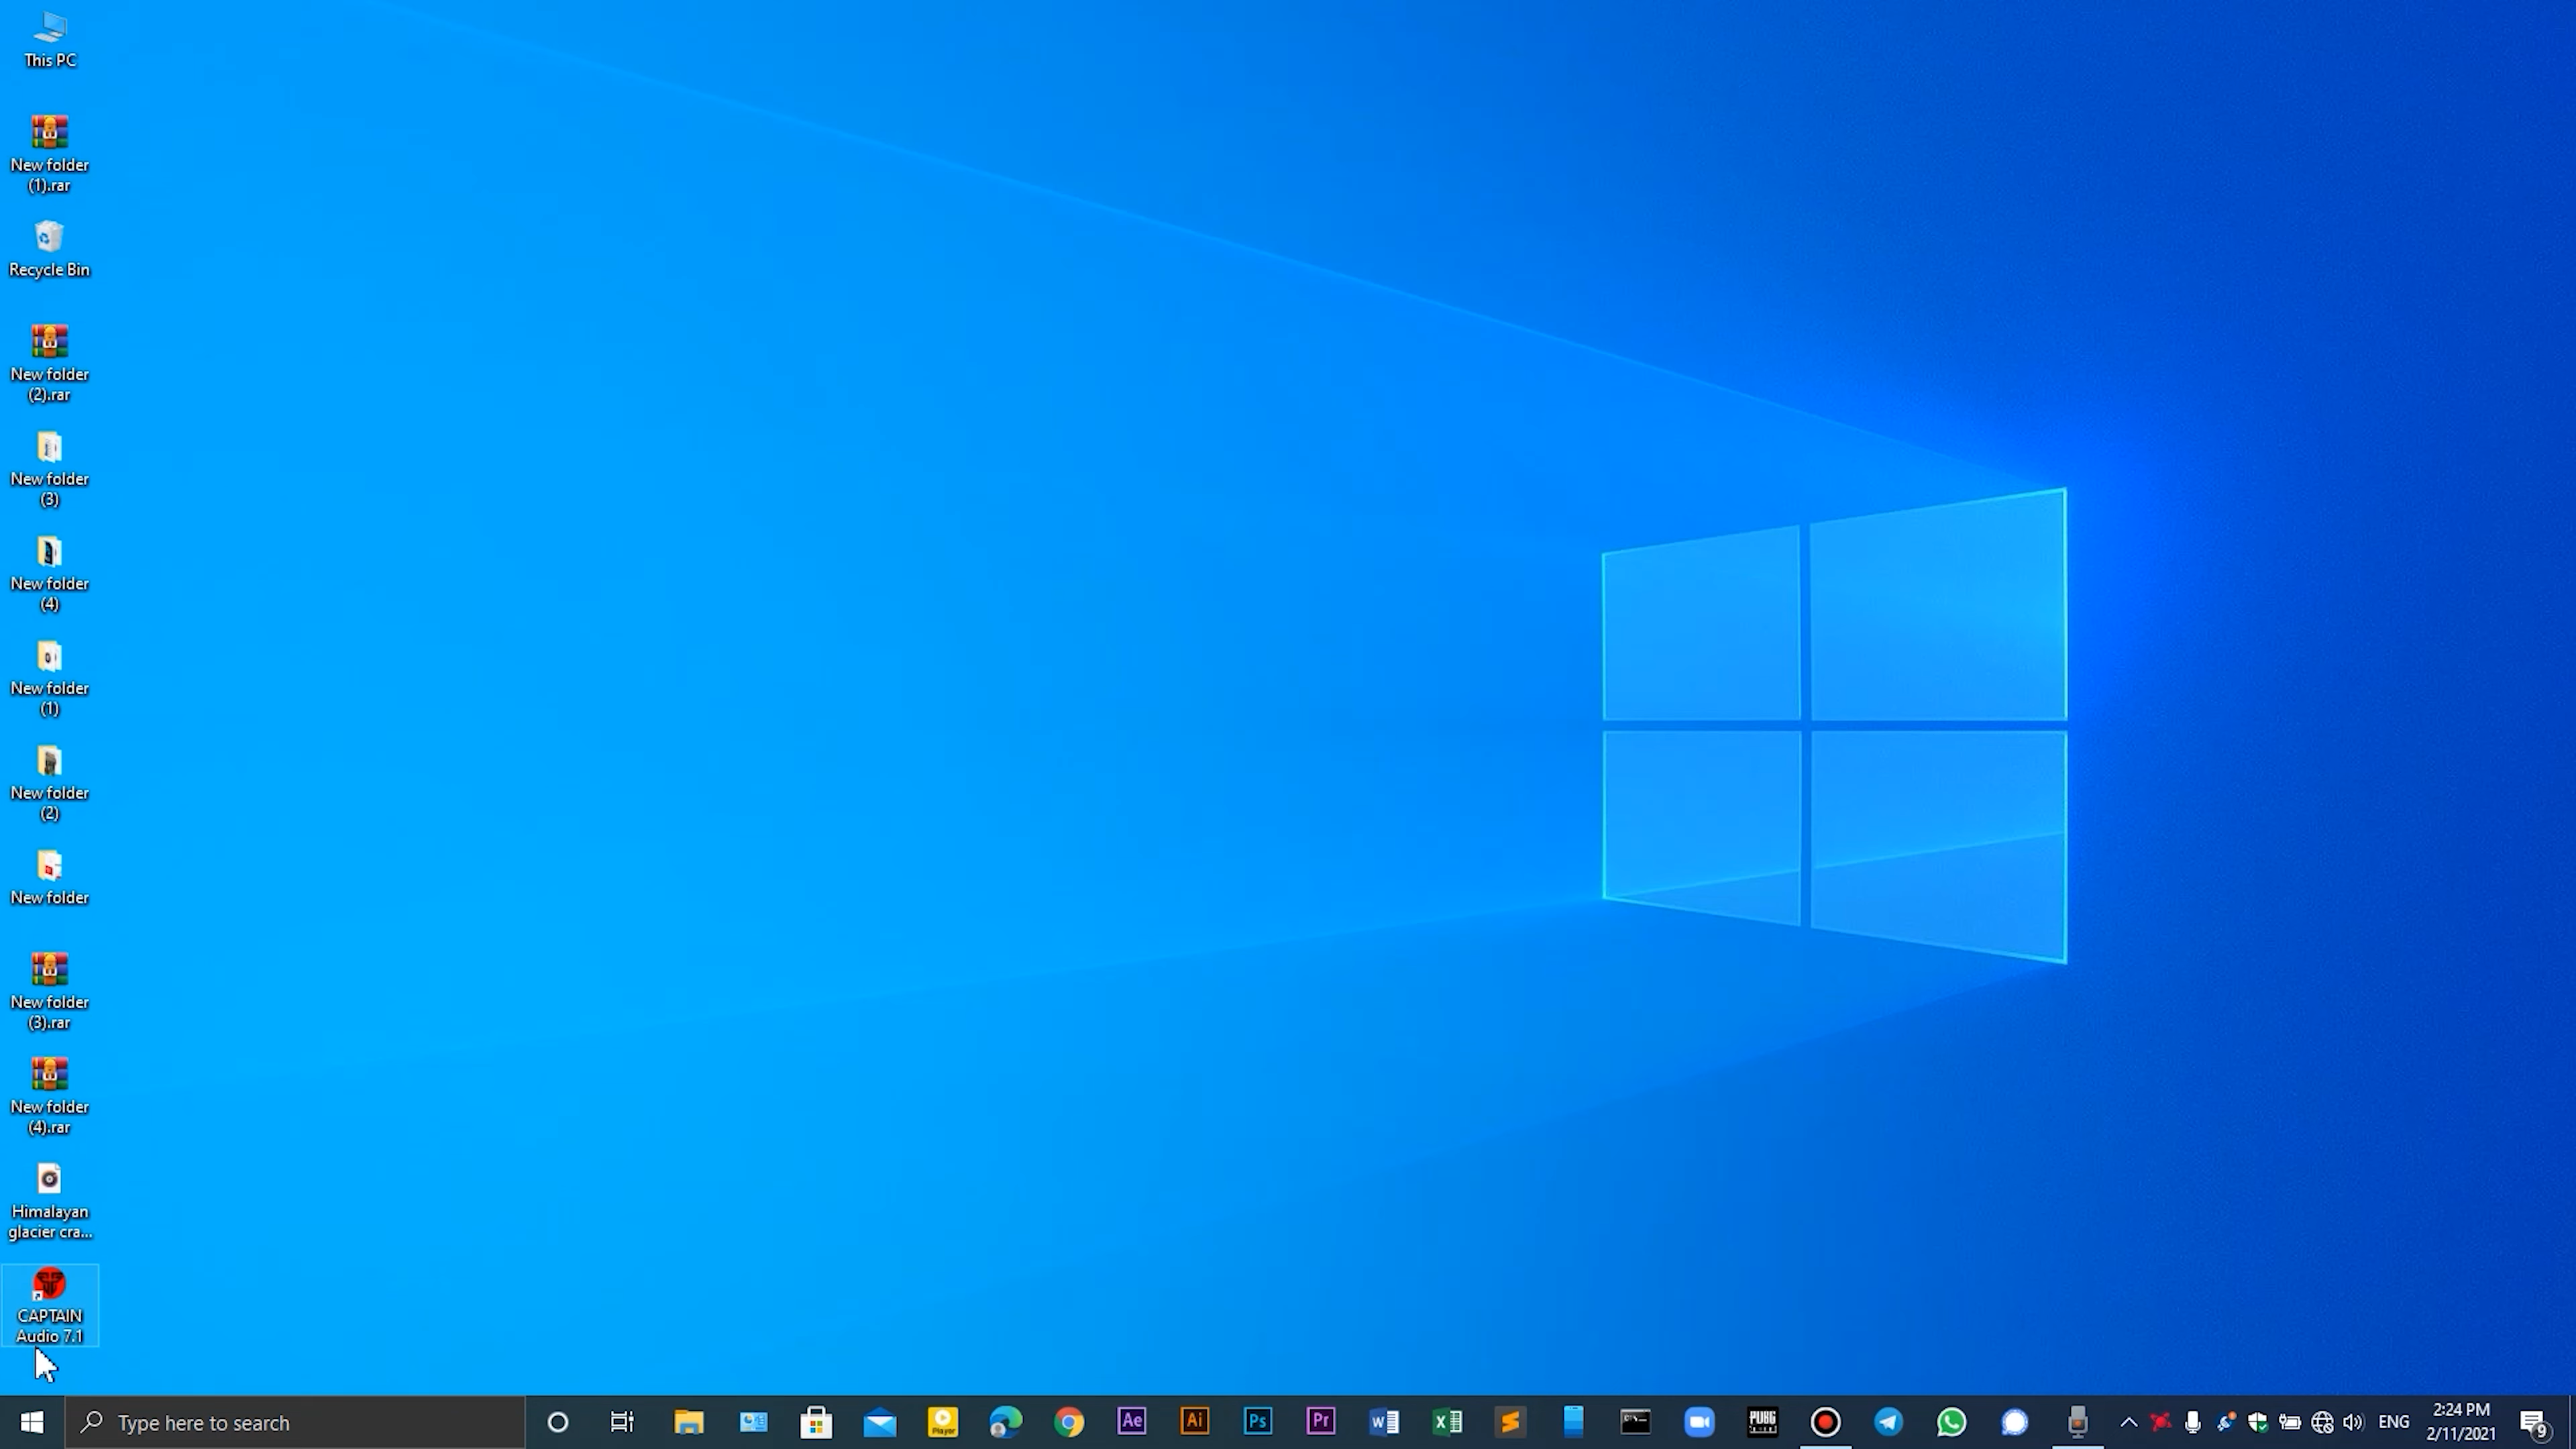 This PC
New folder
(1).rar
Recycle Bin
New folder
(2).rar
New folder
(3)
New folder
(4)
New folder
(1)
New folder
(2)
New folder
New folder
(3).rar
New folder
(4).rar
Himalayan
glacier cra...
CAPTAIN
Audio 7.1
Type here to search
Player
Ae
Ai
Ps
Pr
PUBG
ENG
2:24 PM
2/11/2021
9